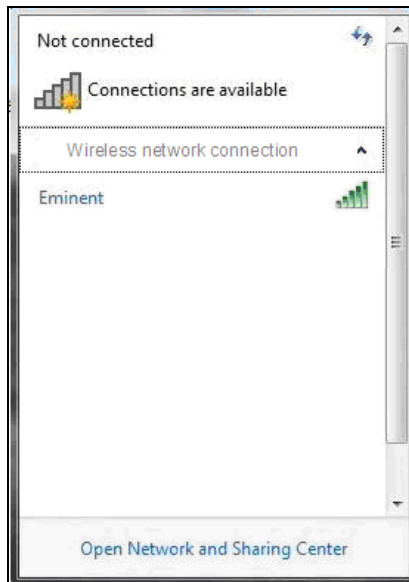 Not connected
Connections are available
Wireless network connection
Eminent
Open Network and Sharing Center